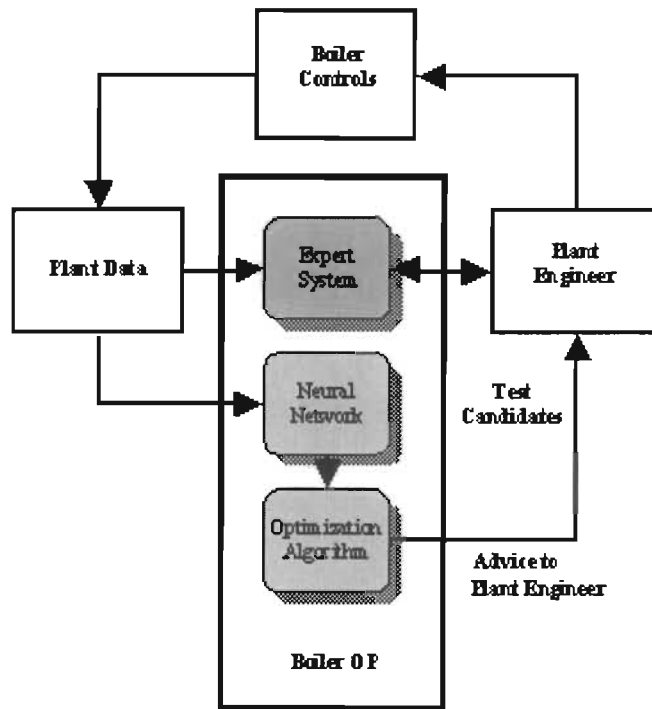 Boiler
Controls
Plant Data
Expert
System
Plant
Engineer
Neural
Network
Test
Candidates
Optimization
Algorithm
Advice to
Plant Engineer
Boiler OP